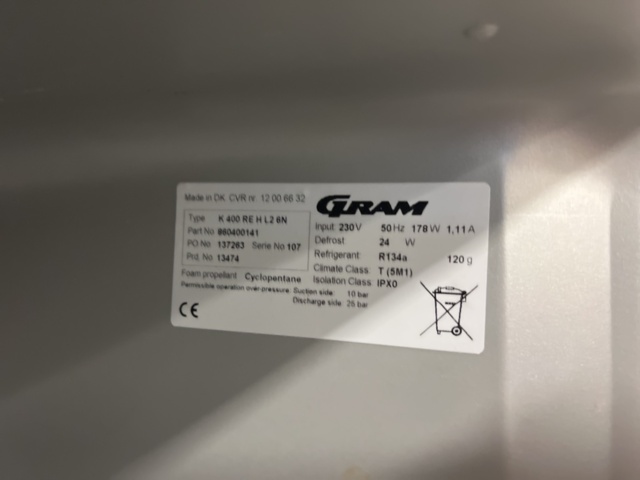 Made in DK CVR nr. 12 00 66 32
GRAM
Type K 400 RE H L2 6N
Part No 860400141
PO No 137263 Serie No 107
Prd. No 13474
Input 230V 50Hz 178W 1,11A
Defrost 24 W
Refrigerant R134a 120g
Climate Class T (5M1)
Isolation Class IPX0
Foam propellant Cyclopentane
Permissible operation over-pressure: Suction side 10 bar
Discharge side 25 bar
CE